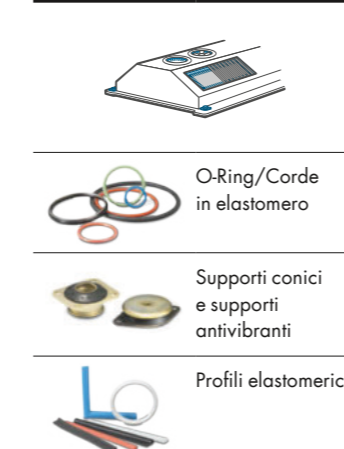 O-Ring/Corde
in elastomero
Supporti conici
e supporti
antivibranti
Profili elastomeric